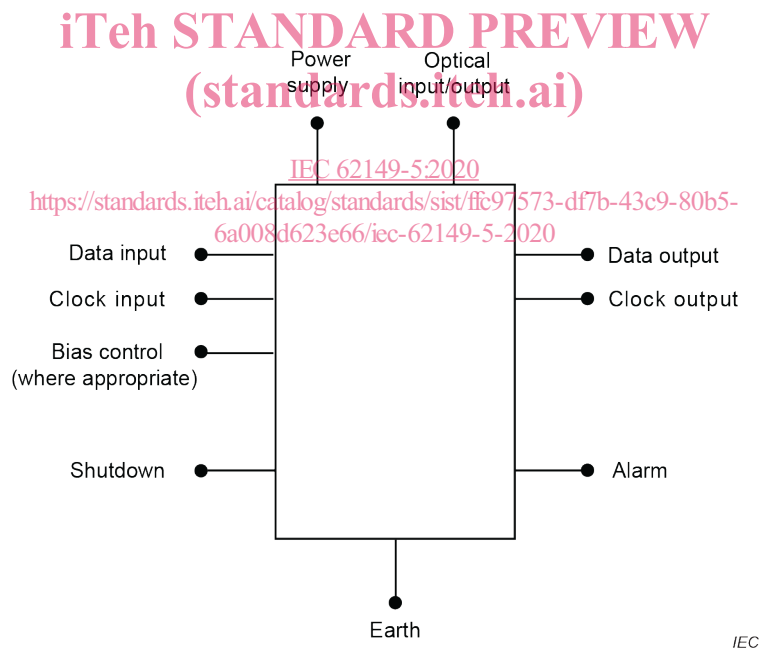 iTeh STANDARD PREVIEW
(standards.iteh.ai)
Power
supply
Optical
input/output
IEC 62149-5:2020
https://standards.iteh.ai/catalog/standards/sist/ffc97573-df7b-43c9-80b5-
6a008d623e66/iec-62149-5-2020
Data input
Clock input
Bias control
(where appropriate)
Shutdown
Data output
Clock output
Alarm
Earth
IEC